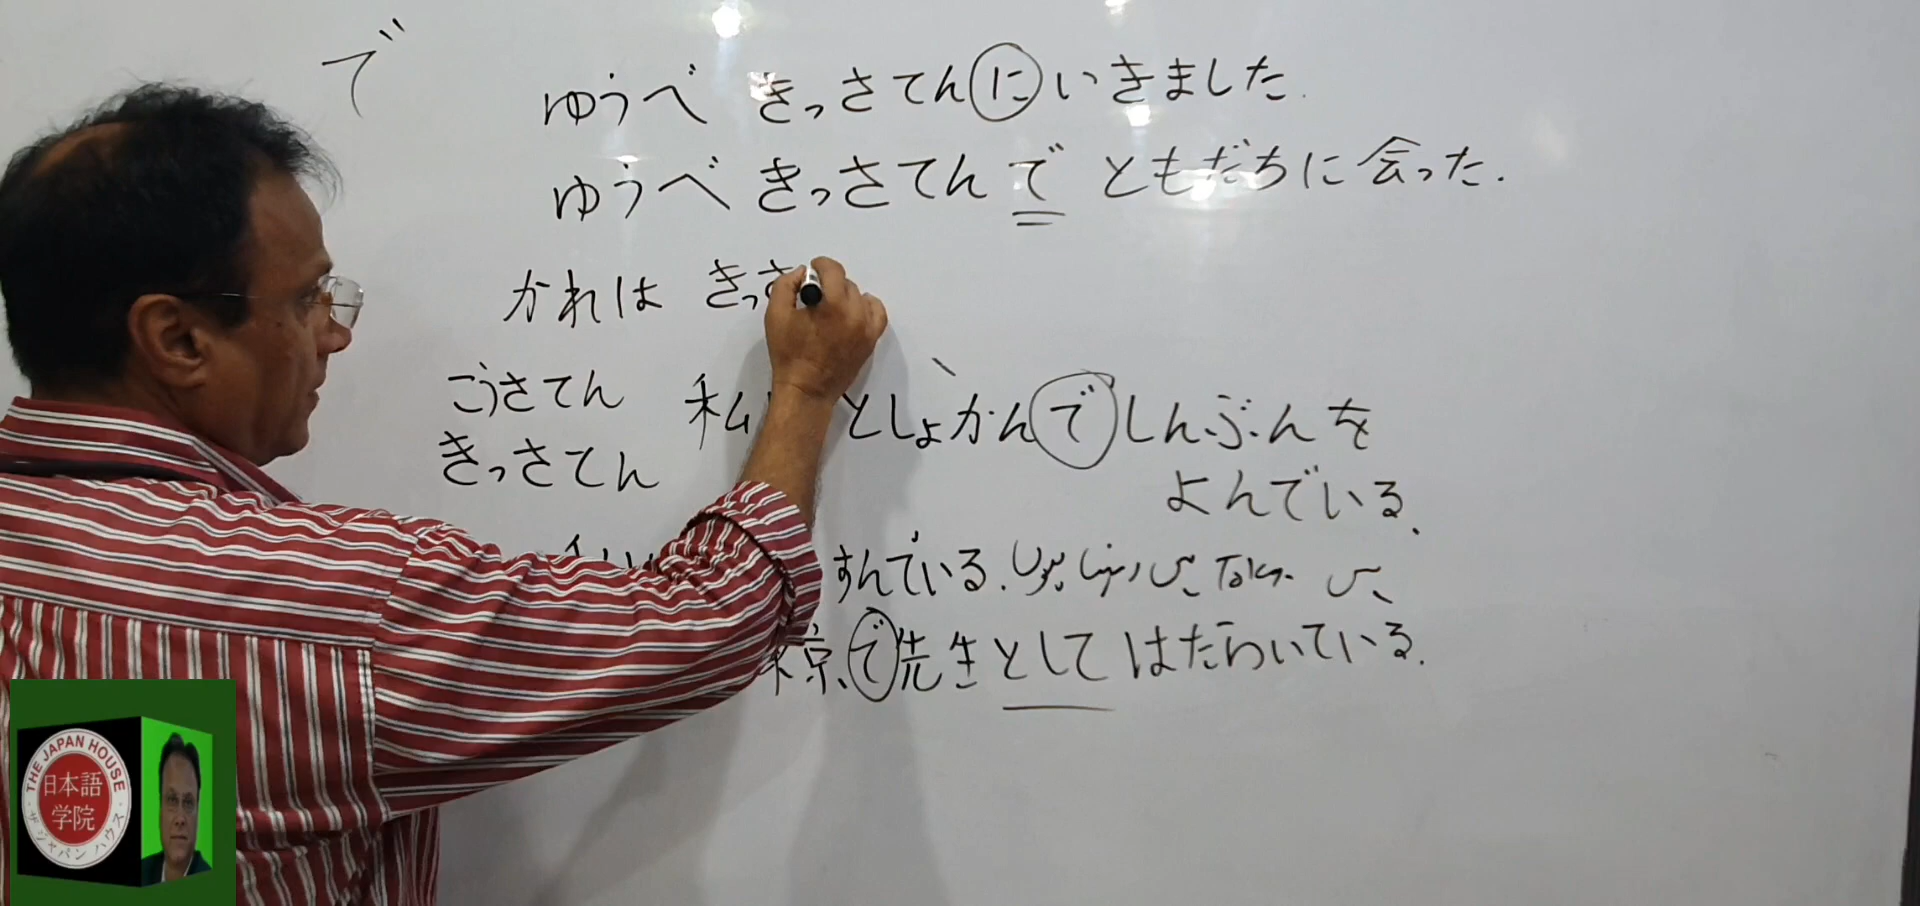 で
ゆうべ きっさてんにいきました.
ゆうべ きっさてんで ともだちに会った.
かれは きっさ
こうさてん
きっさてん
私 としょかんでしんぶんを
よんでいる.
すんでいる.
京で先生としてはたらいている.
THE JAPAN HOUSE
日本語
学院
ザ ジャパン ハウス